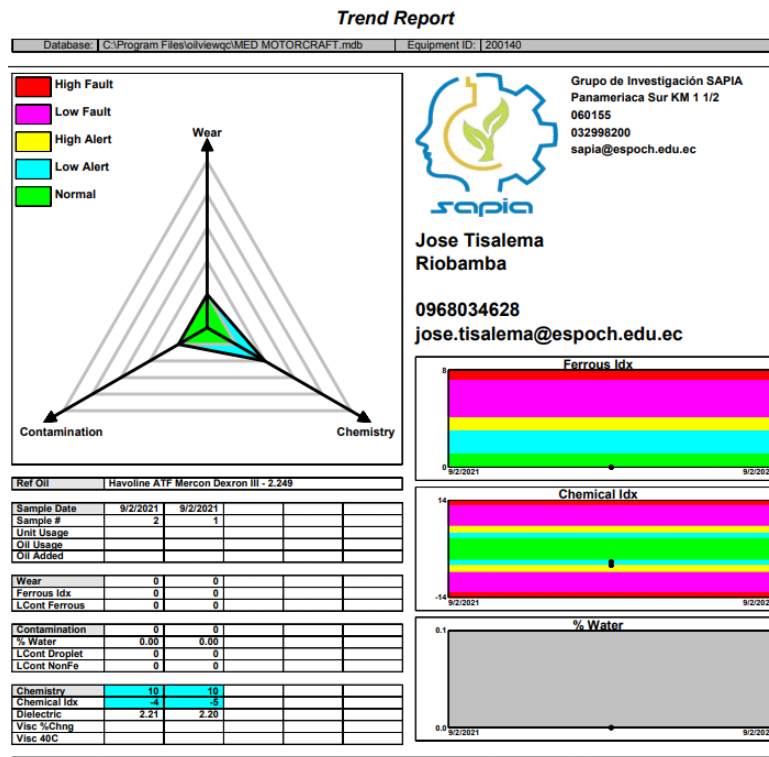 Trend Report
Database: C:\Program Files\oilviewqc\MED MOTORCRAFT.mdb Equipment ID: 200140
High Fault
Low Fault
High Alert
Low Alert
Normal
Wear
Contamination
Chemistry
sapia
Grupo de Investigación SAPIA
Panameriaca Sur KM 1 1/2
060155
032998200
sapia@espoch.edu.ec
Jose Tisalema
Riobamba
0968034628
jose.tisalema@espoch.edu.ec
Ref Oil Havoline ATF Mercon Dexron III - 2.249
Sample Date 9/2/2021 9/2/2021
Sample # 2 1
Unit Usage
Oil Usage
Oil Added
Wear 0 0
Ferrous Idx 0 0
LCont Ferrous 0 0
Contamination 0 0
% Water 0.00 0.00
LCont Droplet 0 0
LCont NonFe 0 0
Chemistry 10 10
Chemical Idx -4 -5
Dielectric 2.21 2.20
Visc %Chng
Visc 40C
Ferrous Idx
8
0
9/2/2021 9/2/202
Chemical Idx
14
-14
9/2/2021 9/2/202
% Water
0.1
0.0
9/2/2021 9/2/202